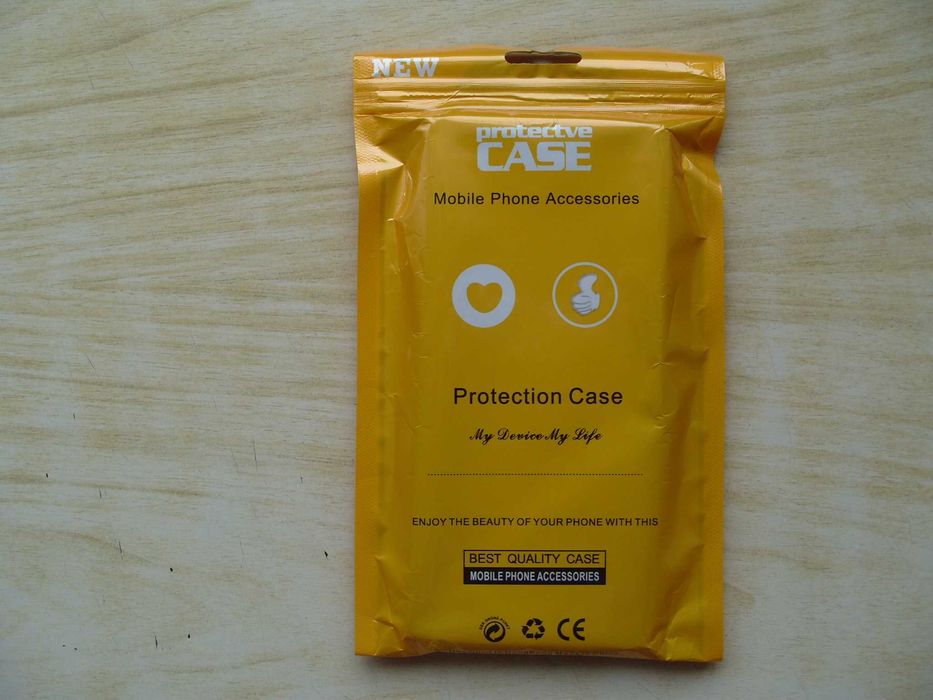 NEW
protectve
CASE
Mobile Phone Accessories
Protection Case
My Device My Life
ENJOY THE BEAUTY OF YOUR PHONE WITH THIS
BEST QUALITY CASE
MOBILE PHONE ACCESSORIES
CE